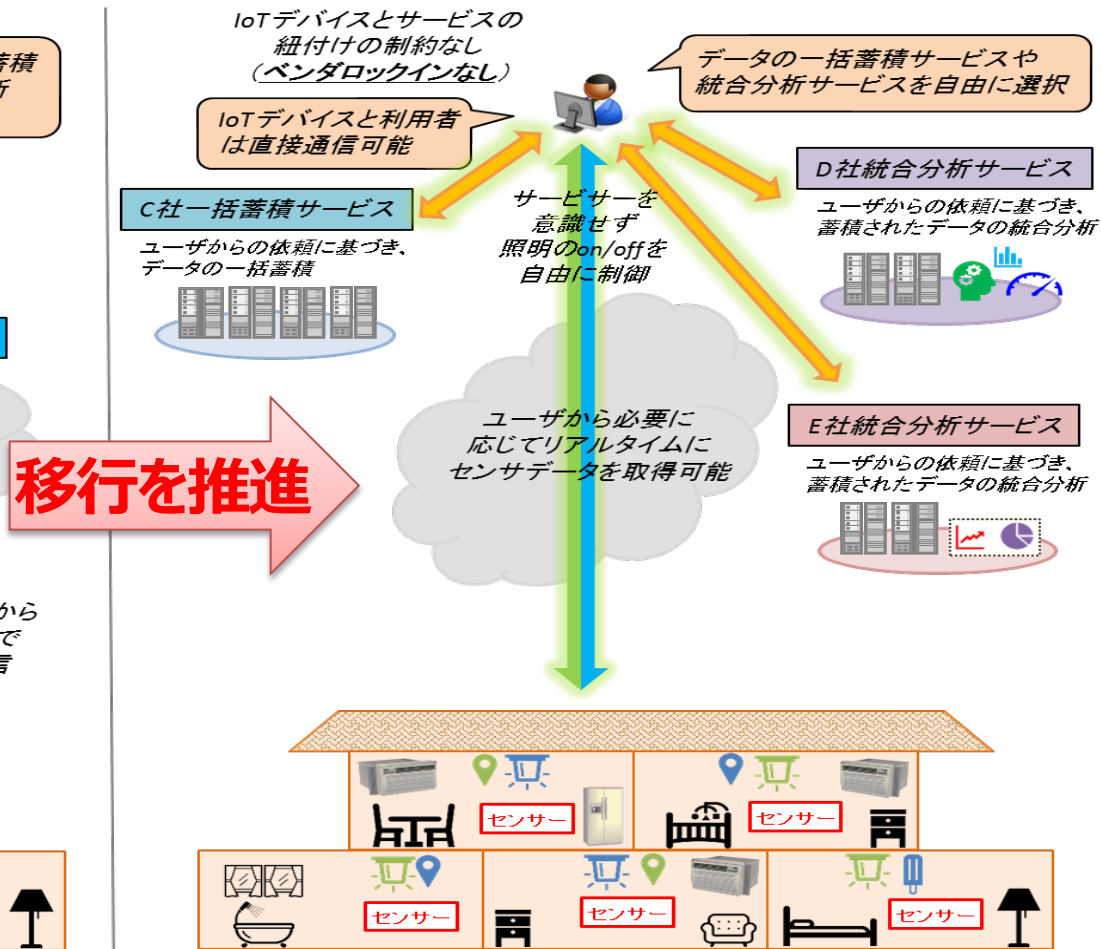 蓄積
IoTデバイスとサービスの
紐付けの制約なし
（ベンダロックインなし）
データの一括蓄積サービスや
統合分析サービスを自由に選択
IoTデバイスと利用者
は直接通信可能
C社一括蓄積サービス
ユーザからの依頼に基づき、
データの一括蓄積
サービサーを
意識せず
照明のon/offを
自由に制御
D社統合分析サービス
ユーザからの依頼に基づき、
蓄積されたデータの統合分析
ユーザから必要に
応じてリアルタイムに
センサデータを取得可能
E社統合分析サービス
ユーザからの依頼に基づき、
蓄積されたデータの統合分析
移行を推進
から
で
センサー
センサー
センサー
センサー
センサー